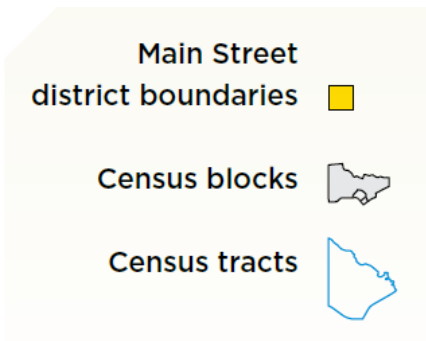 Main Street
district boundaries
Census blocks
Census tracts